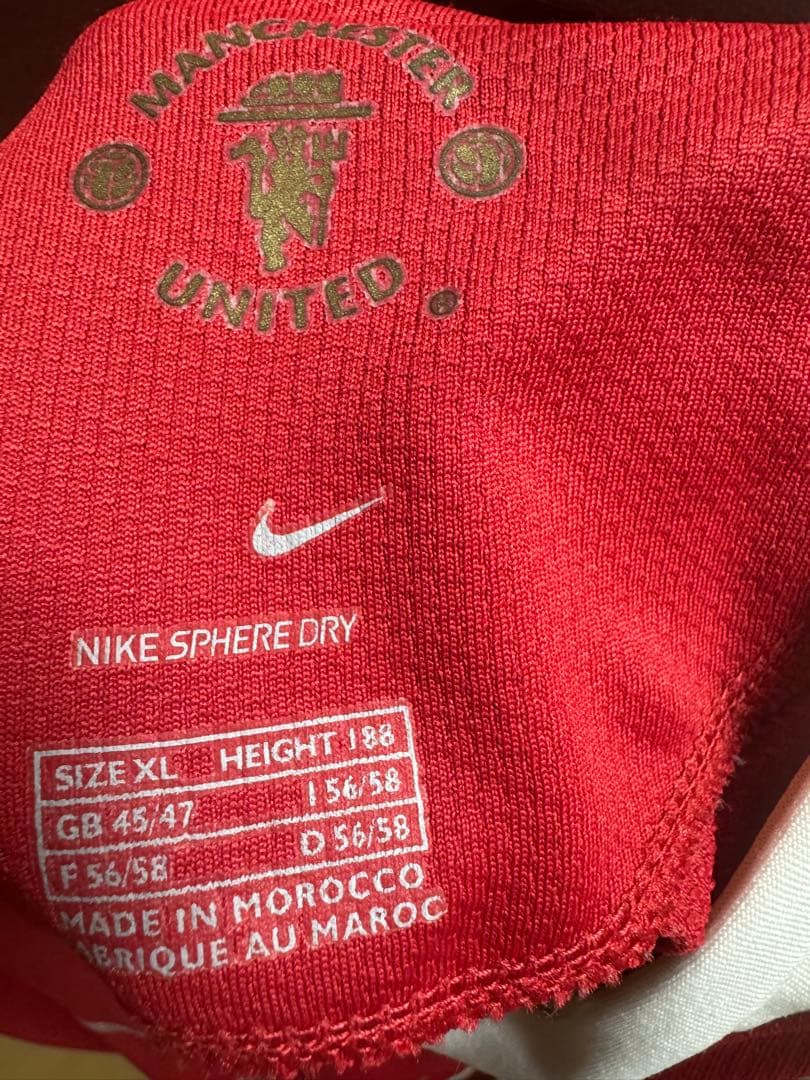 MANCHESTER
UNITED
NIKE SPHERE DRY
SIZE XL HEIGHT 188
GB 45/47 I 56/58
F 56/58 D 56/58
MADE IN MOROCCO
FABRIQUE AU MAROC